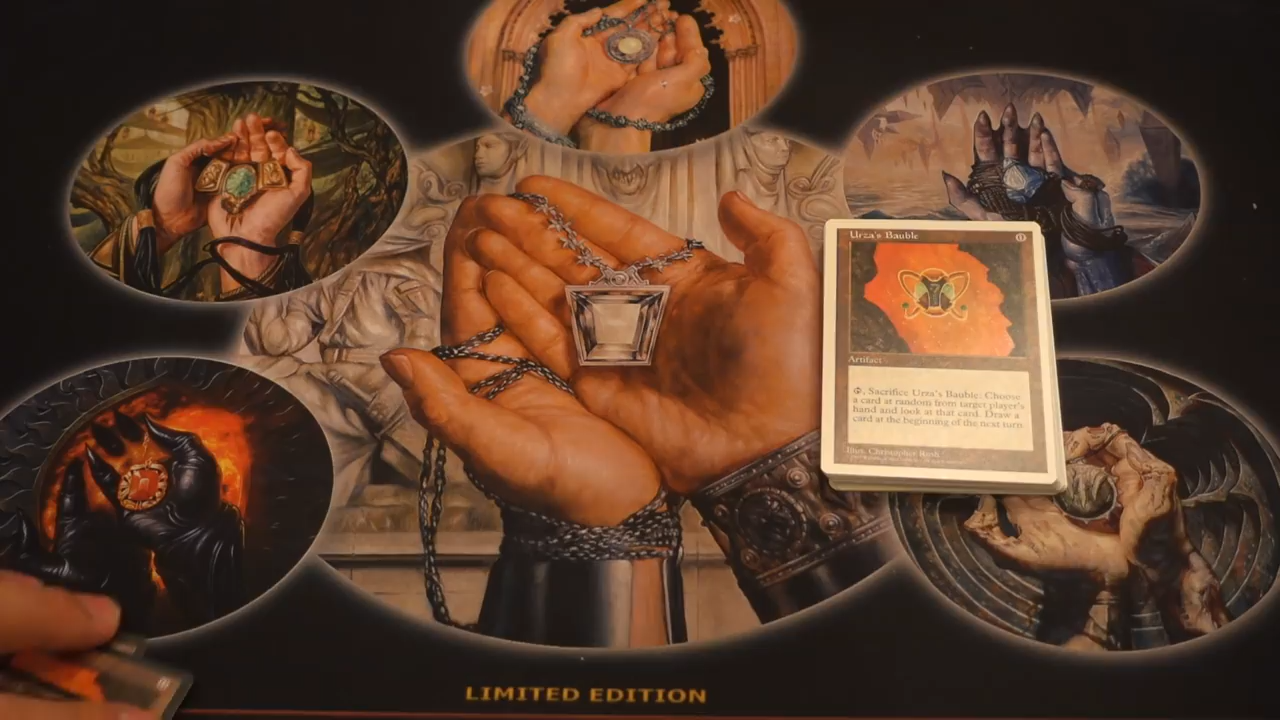 Urza's Bauble
Artifact
, Sacrifice Urza's Bauble: Choose
a card at random from target player's
hand and look at that card. Draw a
card at the beginning of the next turn.
Illus. Christopher Rush
LIMITED EDITION